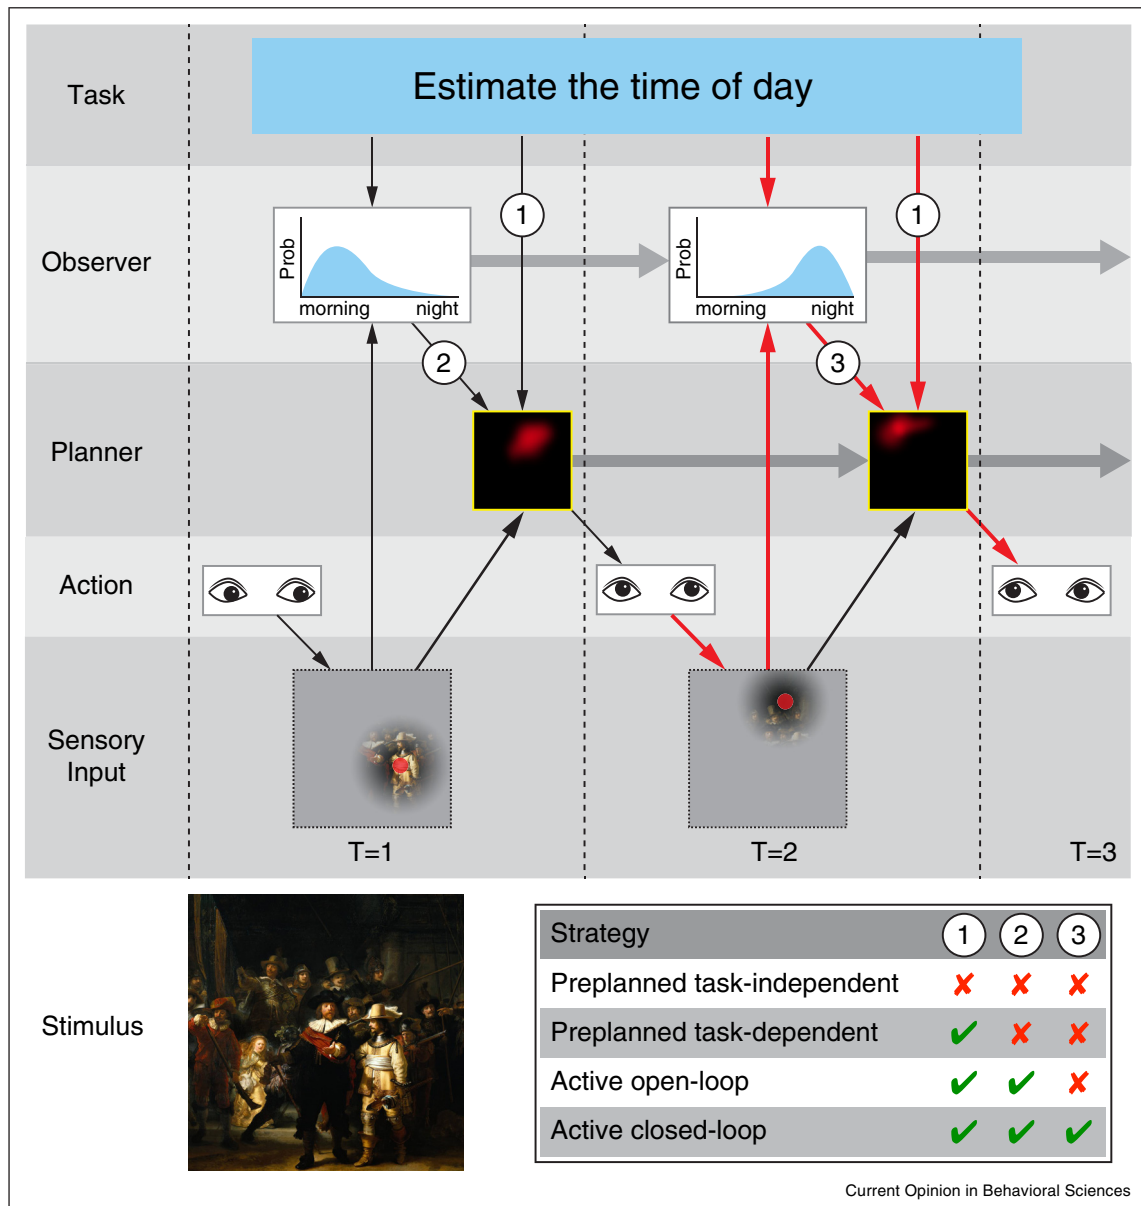 Task
Estimate the time of day
Observer
Prob
morning
night
1
2
Prob
morning
night
1
3
Planner
Action
Sensory
Input
T=1
T=2
T=3
Stimulus
Strategy 1 2 3
Preplanned task-independent ✘ ✘ ✘
Preplanned task-dependent ✔ ✘ ✘
Active open-loop ✔ ✔ ✘
Active closed-loop ✔ ✔ ✔
Current Opinion in Behavioral Sciences